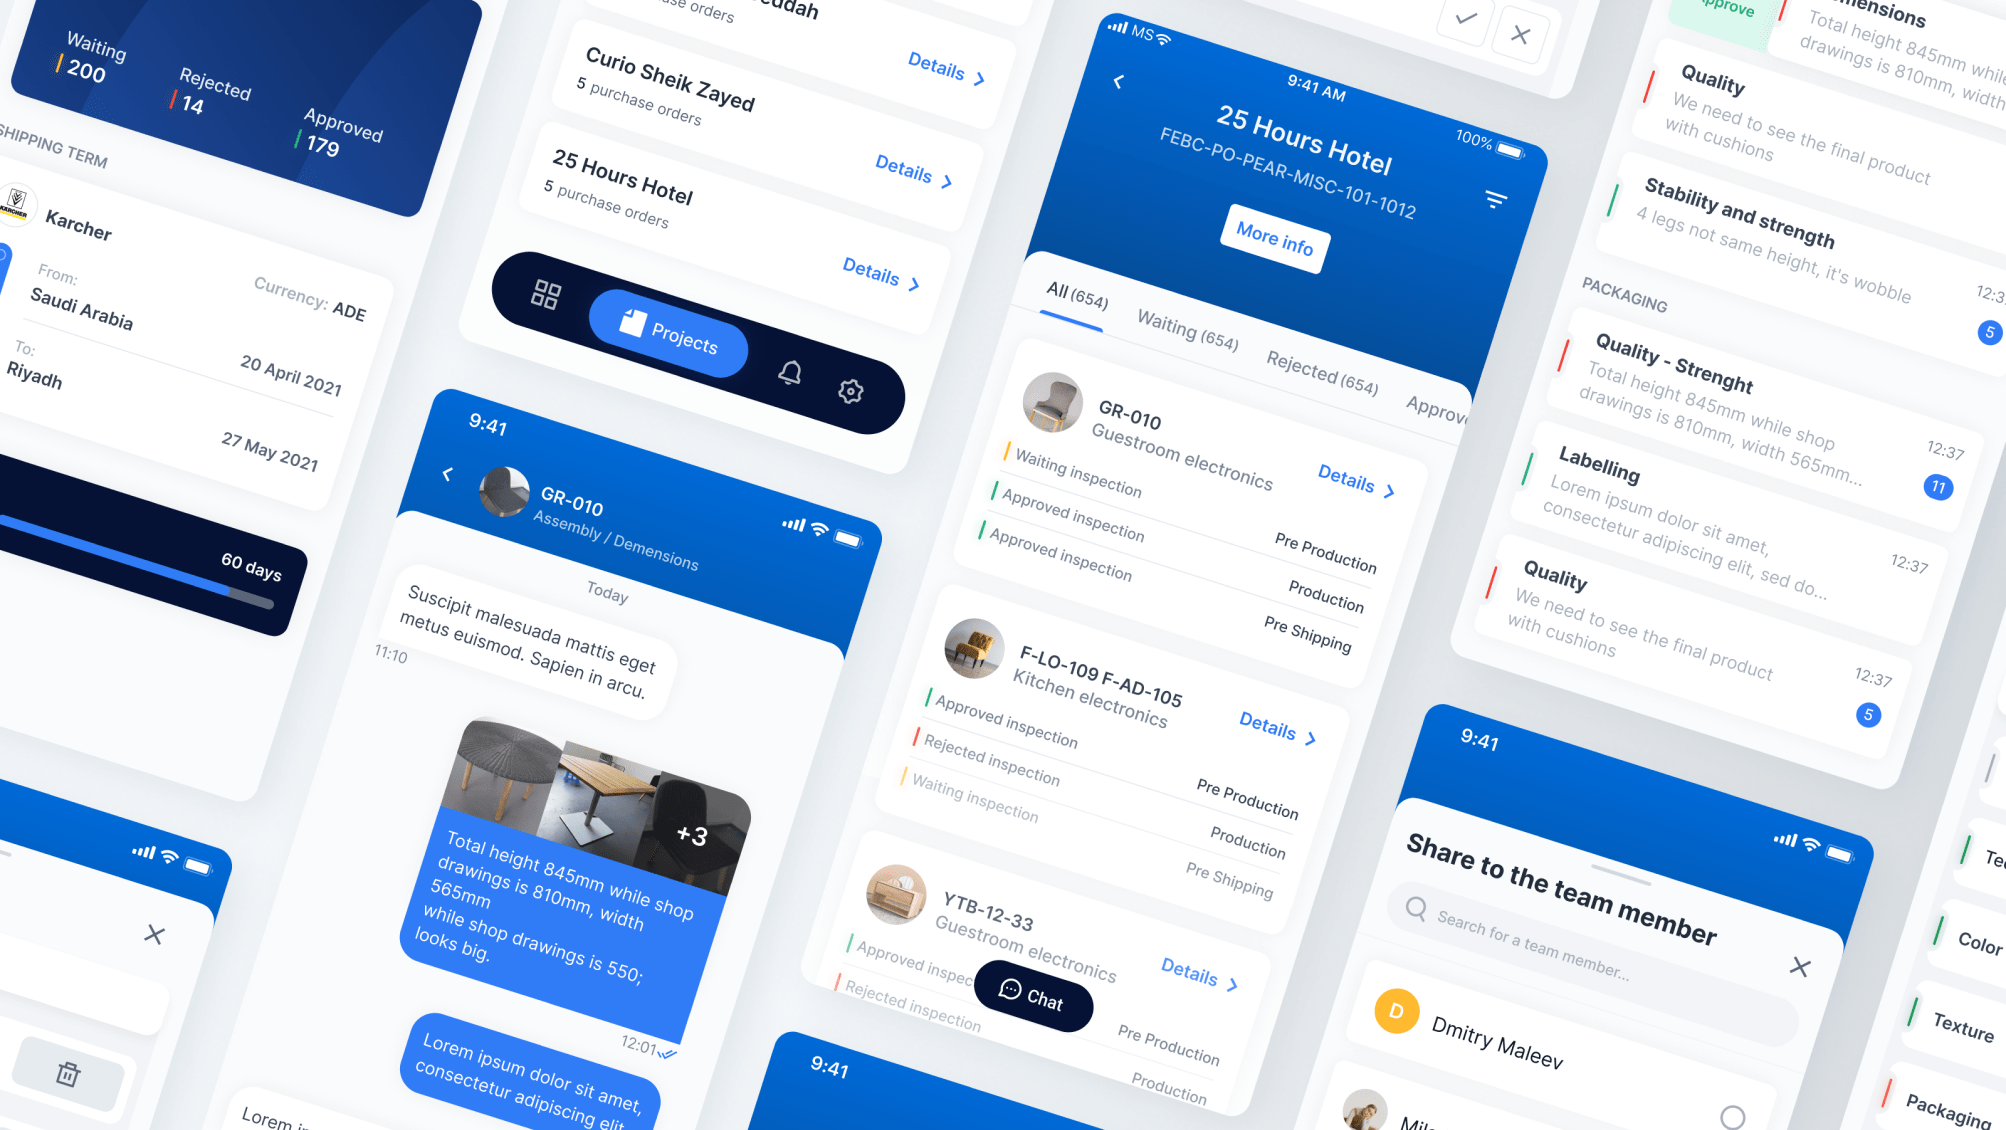 Waiting
200
Rejected
14
Approved
179
SHIPPING TERM
KARCHER
Karcher
From:
Saudi Arabia
Currency: ADE
20 April 2021
To:
Riyadh
27 May 2021
60 days
purchase orders
Details
Curio Sheik Zayed
5 purchase orders
Details
25 Hours Hotel
5 purchase orders
Details
Projects
9:41
GR-010
Assembly / Demensions
Today
Suscipit malesuada mattis eget
metus euismod. Sapien in arcu.
11:10
+3
Total height 845mm while shop
drawings is 810mm, width
565mm
while shop drawings is 550;
looks big.
12:01
Lorem ipsum dolor sit amet,
consectetur adipiscing elit
Lorem
MS
9:41 AM
100%
25 Hours Hotel
FEBC-PO-PEAR-MISC-101-1012
More info
All (654)
Waiting (654)
Rejected (654)
Approv
GR-010
Guestroom electronics
Details
Waiting inspection
Pre Production
Approved inspection
Production
Approved inspection
Pre Shipping
F-LO-109 F-AD-105
Kitchen electronics
Details
Approved inspection
Pre Production
Rejected inspection
Production
Waiting inspection
Pre Shipping
YTB-12-33
Guestroom electronics
Details
Approved inspec
Pre Production
Rejected inspection
Production
Chat
9:41
Total height 845mm while
drawings is 810mm, width
Quality
We need to see the final product
with cushions
Stability and strength
4 legs not same height, it's wobble
12:37
5
PACKAGING
Quality - Strenght
Total height 845mm while shop
drawings is 810mm, width 565mm...
12:37
11
Labelling
Lorem ipsum dolor sit amet,
consectetur adipiscing elit, sed do...
12:37
Quality
We need to see the final product
with cushions
12:37
5
9:41
Share to the team member
Search for a team member...
D
Dmitry Maleev
Color
Texture
Packaging